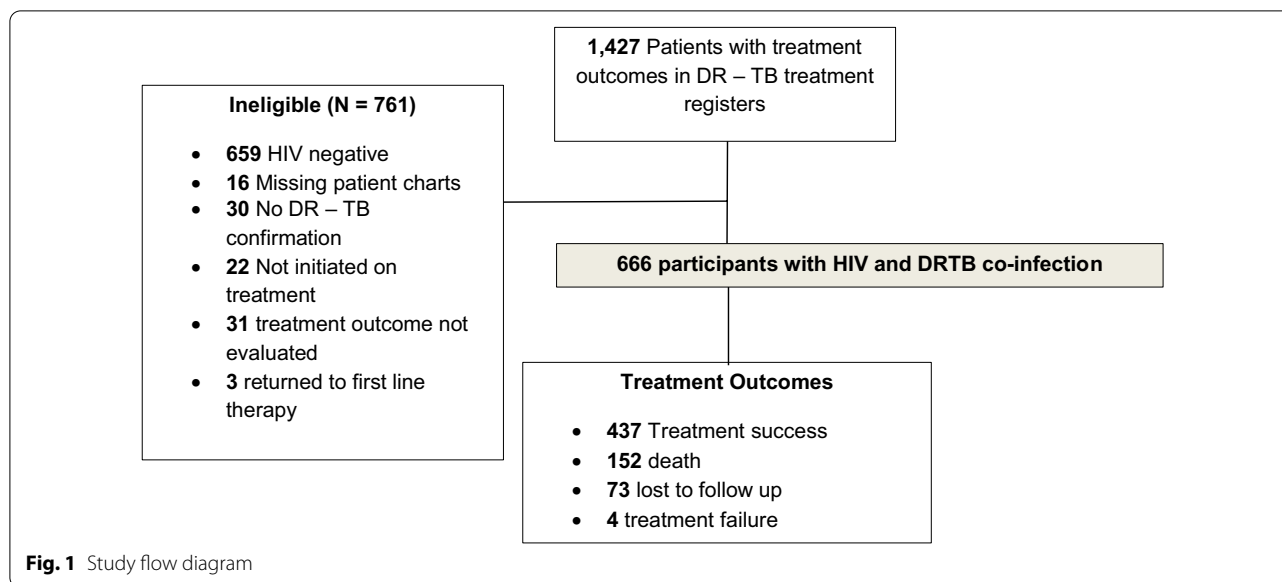 1,427 Patients with treatment
outcomes in DR – TB treatment
registers
Ineligible (N = 761)
• 659 HIV negative
• 16 Missing patient charts
• 30 No DR – TB
confirmation
• 22 Not initiated on
treatment
• 31 treatment outcome not
evaluated
• 3 returned to first line
therapy
666 participants with HIV and DRTB co-infection
Treatment Outcomes
• 437 Treatment success
• 152 death
• 73 lost to follow up
• 4 treatment failure
Fig. 1 Study flow diagram